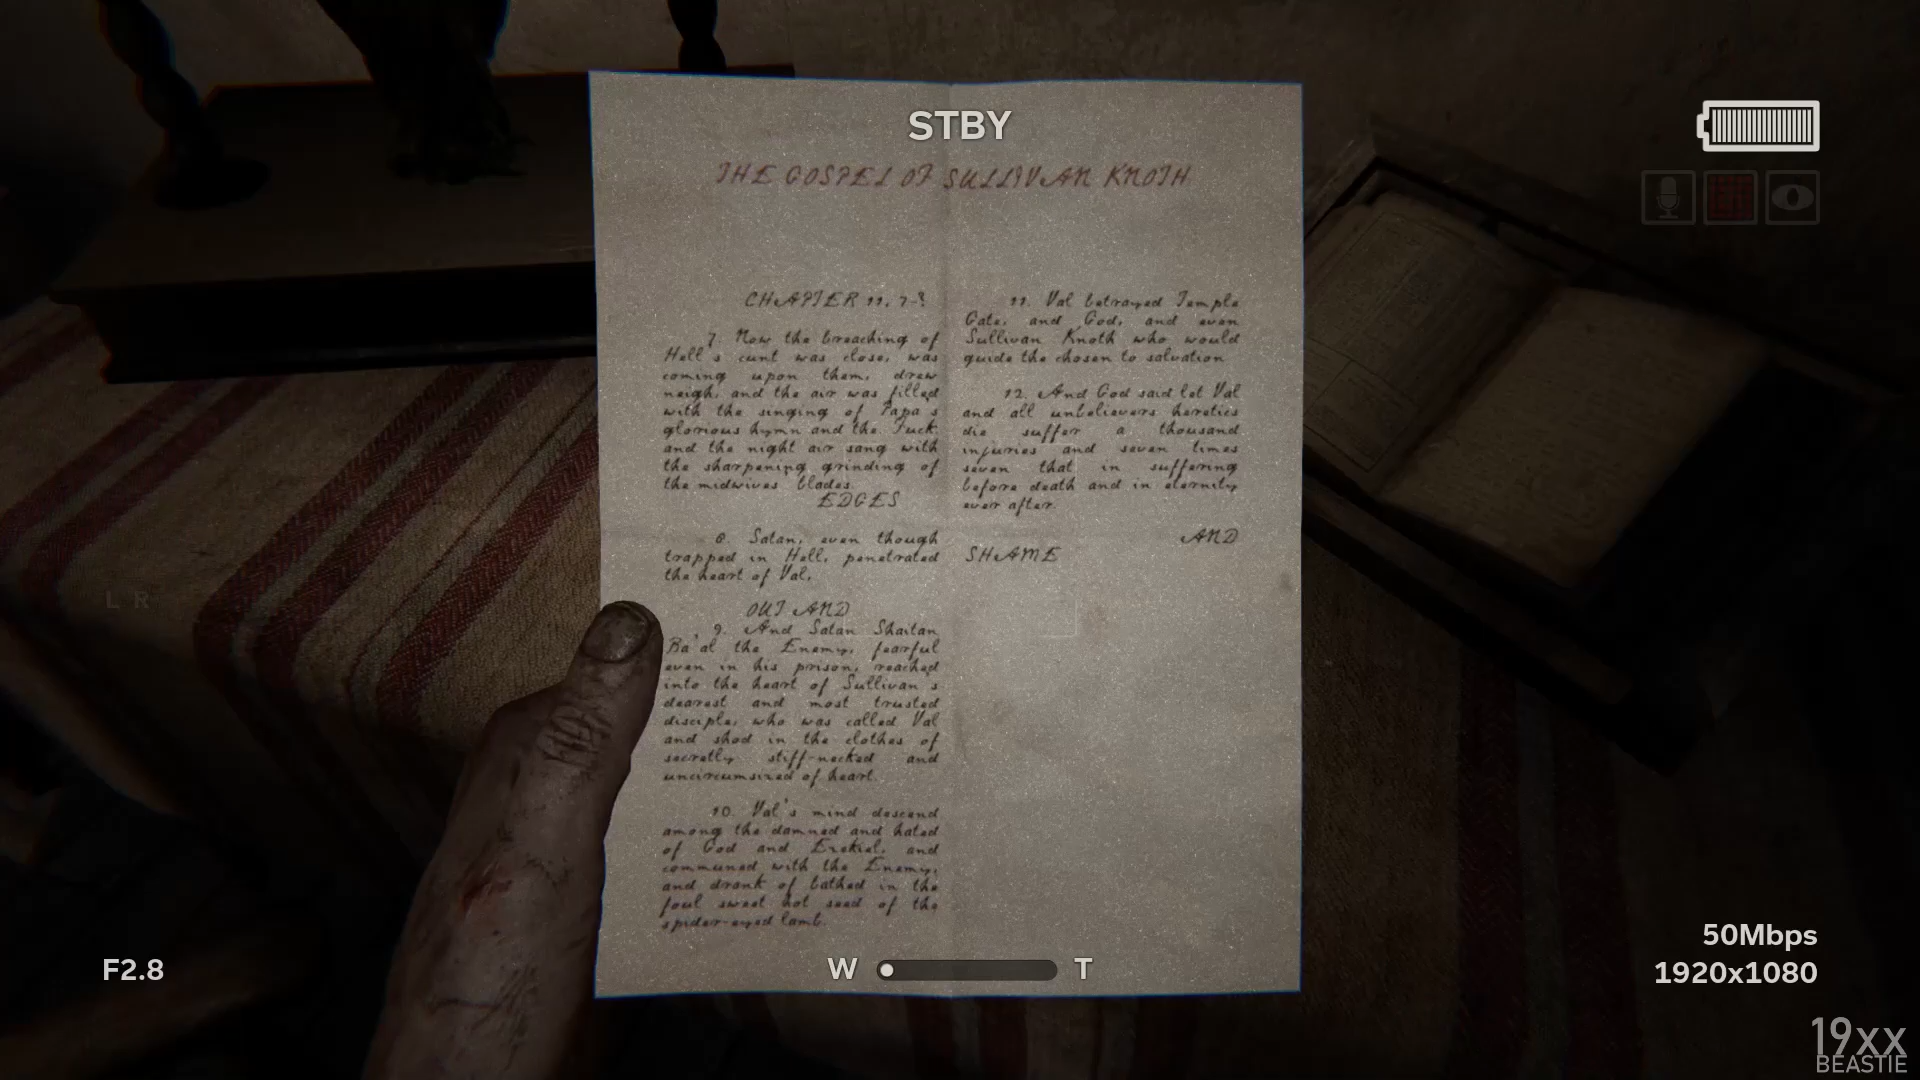 STBY
THE GOSPEL OF SULLIVAN KNOTH
CHAPTER 11. 7-?
7. Now the breaching of
Hell's cunt was close, was
coming upon them, drew
neigh, and the air was filled
with the singing of Papa's
glorious hymn and the. Fuck.
and the night air sang with
the sharpening grinding of
the midwives' blades.
EDGES
8. Satan, even though
trapped in Hell, penetrated
the heart of Val.
OUT AND
9. And Satan Shaitan
Ba'al the Enemy, fearful
even in his prison, reached
into the heart of Sullivan's
dearest and most trusted
disciple, who was called Val
and shod in the clothes of
secretly stiff-necked and
uncircumsized of heart.
10. Val's mind descend
among the damned and hated
of God and Ezekiel, and
communed with the Enemy,
and drank of bathed in the
foul sweet hot seed of the
spider-eyed lamb.
11. Val betrayed Temple
Gate, and God, and even
Sullivan Knoth who would
guide the chosen to salvation
12. And God said let Val
and all unbelievers heretics
die suffer a thousand
injuries and seven times
seven that in suffering
before death and in eternity
ever after.
AND
SHAME
L R
F2.8
W T
50Mbps
1920x1080
19xx
BEASTIE